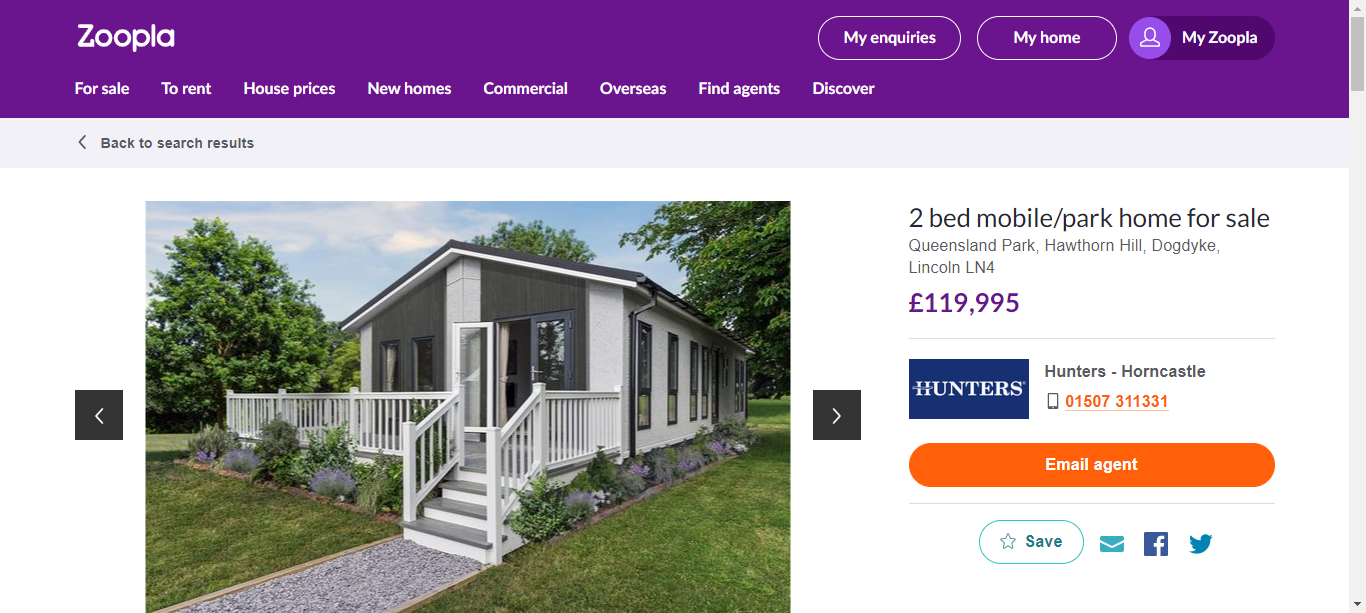 Zoopla
My enquiries
My home
My Zoopla
For sale
To rent
House prices
New homes
Commercial
Overseas
Find agents
Discover
Back to search results
2 bed mobile/park home for sale
Queensland Park, Hawthorn Hill, Dogdyke,
Lincoln LN4
£119,995
HUNTERS
Hunters - Horncastle
01507 311331
Email agent
Save